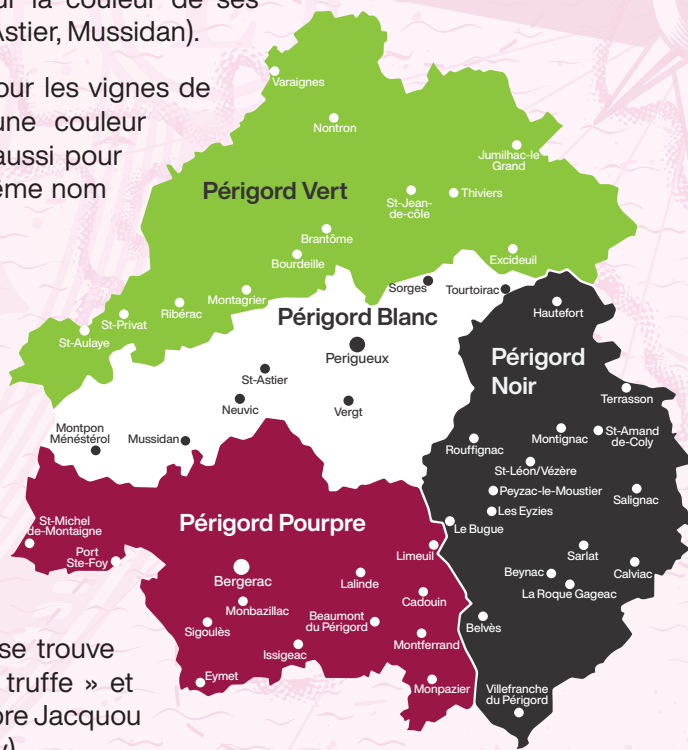 ur la couleur de ses
Astier, Mussidan).
our les vignes de
une couleur
aussi pour
ême nom
Varaignes
Nontron
Jumilhac-le
Grand
Périgord Vert
St-Jean-
de-côle
Thiviers
Brantôme
Bourdeille
Excideuil
Montagrier
Ribérac
St-Privat
St-Aulaye
Sorges
Tourtoirac
Périgord Blanc
Perigueux
St-Astier
Neuvic
Vergt
Montpon
Ménéstérol
Mussidan
Hautefort
Périgord
Noir
Terrasson
Rouffignac
Montignac
St-Amand
de-Coly
St-Léon/Vézère
Peyzac-le-Moustier
Salignac
Les Eyzies
Le Bugue
Sarlat
Beynac
Calviac
La Roque Gageac
Belvès
Villefranche
du Périgord
St-Michel
de-Montaigne
Port
Ste-Foy
Périgord Pourpre
Limeuil
Bergerac
Lalinde
Monbazillac
Cadouin
Sigoulès
Beaumont
du Périgord
Issigeac
Montferrand
Eymet
Monpazier
se trouve
truffe » et
bre Jacquou